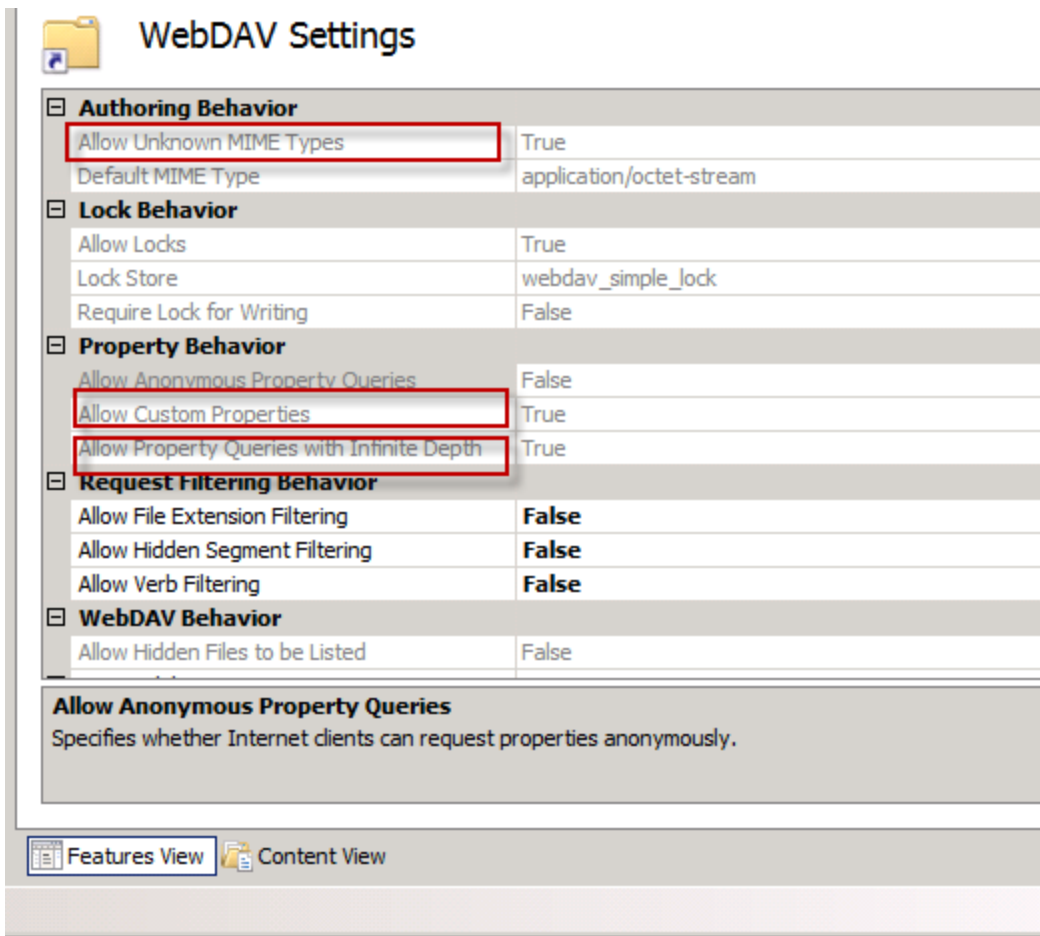 WebDAV Settings
Authoring Behavior
Allow Unknown MIME Types True
Default MIME Type application/octet-stream
Lock Behavior
Allow Locks True
Lock Store webdav_simple_lock
Require Lock for Writing False
Property Behavior
Allow Anonymous Property Queries False
Allow Custom Properties True
Allow Property Queries with Infinite Depth True
Request Filtering Behavior
Allow File Extension Filtering False
Allow Hidden Segment Filtering False
Allow Verb Filtering False
WebDAV Behavior
Allow Hidden Files to be Listed False
Allow Anonymous Property Queries
Specifies whether Internet clients can request properties anonymously.
Features View Content View